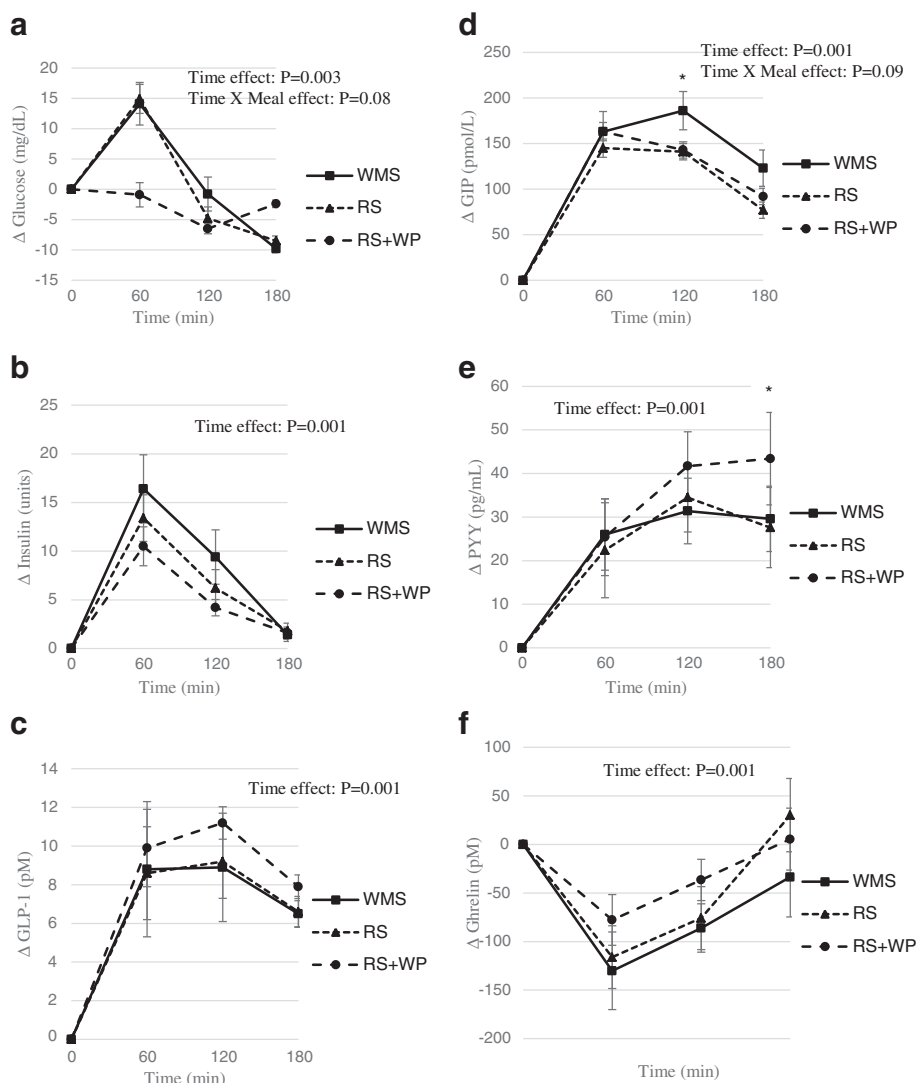 a
Δ Glucose (mg/dL)
20
15
10
5
0
-5
-10
-15
Time effect: P=0.003
Time X Meal effect: P=0.08
WMS
RS
RS+WP
0 60 120 180
Time (min)
b
Δ Insulin (units)
25
20
15
10
5
0
Time effect: P=0.001
WMS
RS
RS+WP
0 60 120 180
Time (min)
c
Δ GLP-1 (pM)
14
12
10
8
6
4
2
0
Time effect: P=0.001
WMS
RS
RS+WP
0 60 120 180
Time (min)
d
Δ GIP (pmol/L)
250
200
150
100
50
0
Time effect: P=0.001
Time X Meal effect: P=0.09
*
WMS
RS
RS+WP
0 60 120 180
Time (min)
e
Δ PYY (pg/mL)
60
50
40
30
20
10
0
*
Time effect: P=0.001
WMS
RS
RS+WP
0 60 120 180
Time (min)
f
Δ Ghrelin (pM)
100
50
0
-50
-100
-150
-200
Time effect: P=0.001
WMS
RS
RS+WP
Time (min)